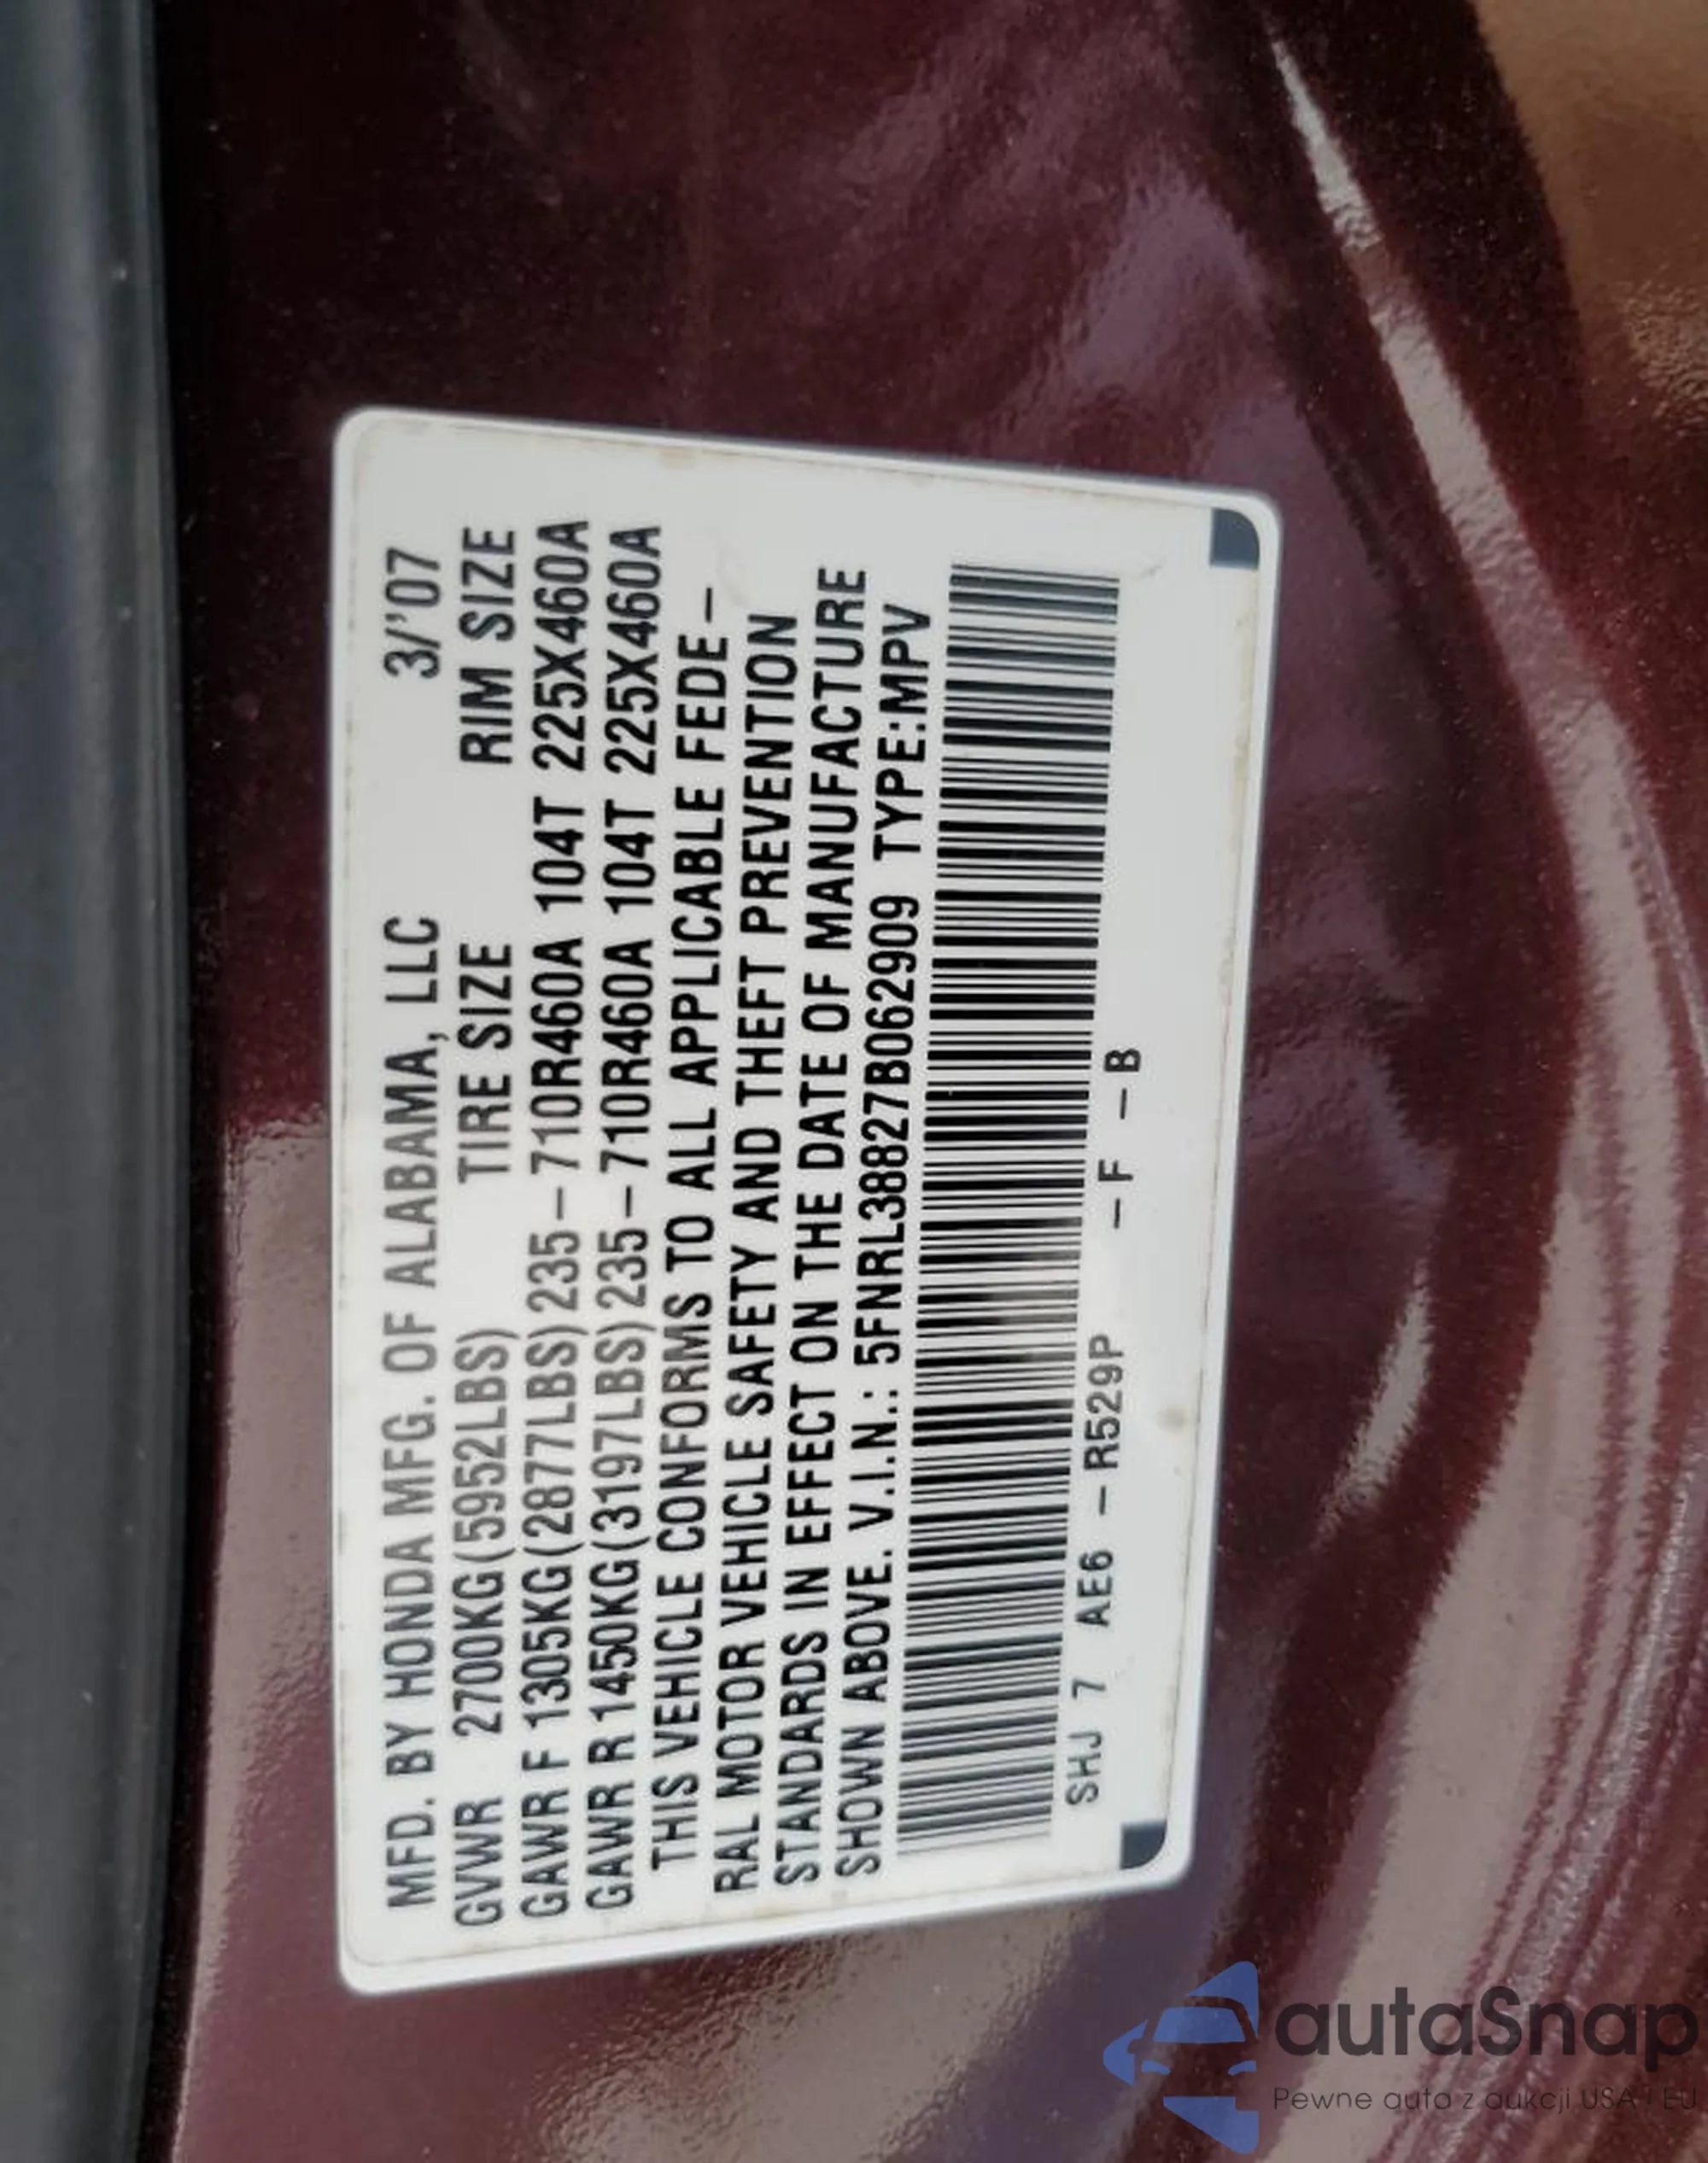 MFD. BY HONDA MFG. OF ALABAMA, LLC 3/'07
GVWR 2700KG(5952LBS) TIRE SIZE RIM SIZE
GAWR F 1305KG(2877LBS) 235-710R460A 104T 225X460A
GAWR R 1450KG(3197LBS) 235-710R460A 104T 225X460A
THIS VEHICLE CONFORMS TO ALL APPLICABLE FEDE-
RAL MOTOR VEHICLE SAFETY AND THEFT PREVENTION
STANDARDS IN EFFECT ON THE DATE OF MANUFACTURE
SHOWN ABOVE. V.I.N.: 5FNRL38827B062909 TYPE:MPV
SHJ 7 AE6 -R529P -F -B
autaSnap
Pewne auta z aukcji USA i EU